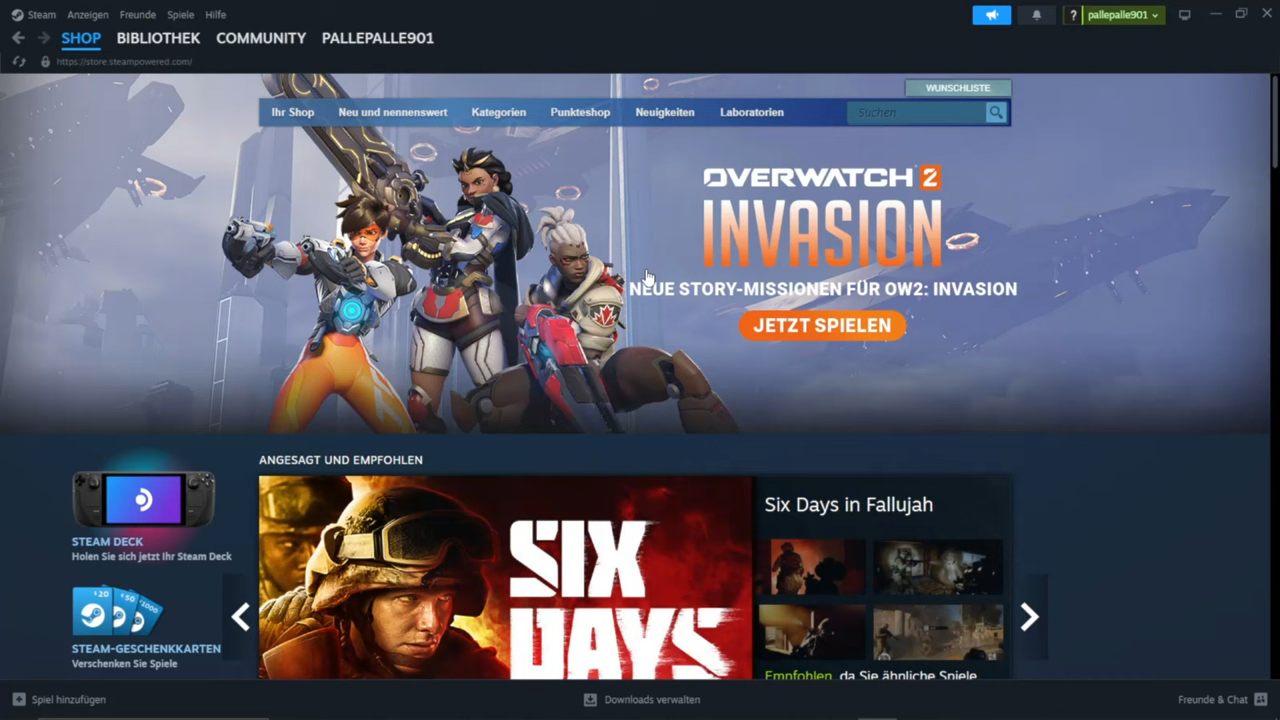 Steam Anzeigen Freunde Spiele Hilfe
? pallepalle901
SHOP BIBLIOTHEK COMMUNITY PALLEPALLE901
https://store.steampowered.com/
WUNSCHLISTE
Ihr Shop Neu und nennenswert Kategorien Punkteshop Neuigkeiten Laboratorien Suchen
OVERWATCH 2
INVASION
NEUE STORY-MISSIONEN FÜR OW2: INVASION
JETZT SPIELEN
ANGESAGT UND EMPFOHLEN
STEAM DECK
Holen Sie sich jetzt Ihr Steam Deck
$20 $50 $1000
STEAM-GESCHENKKARTEN
Verschenken Sie Spiele
SIX
DAYS
Six Days in Fallujah
Empfohlen, da Sie ähnliche Spiele
Spiel hinzufügen
Downloads verwalten
Freunde & Chat